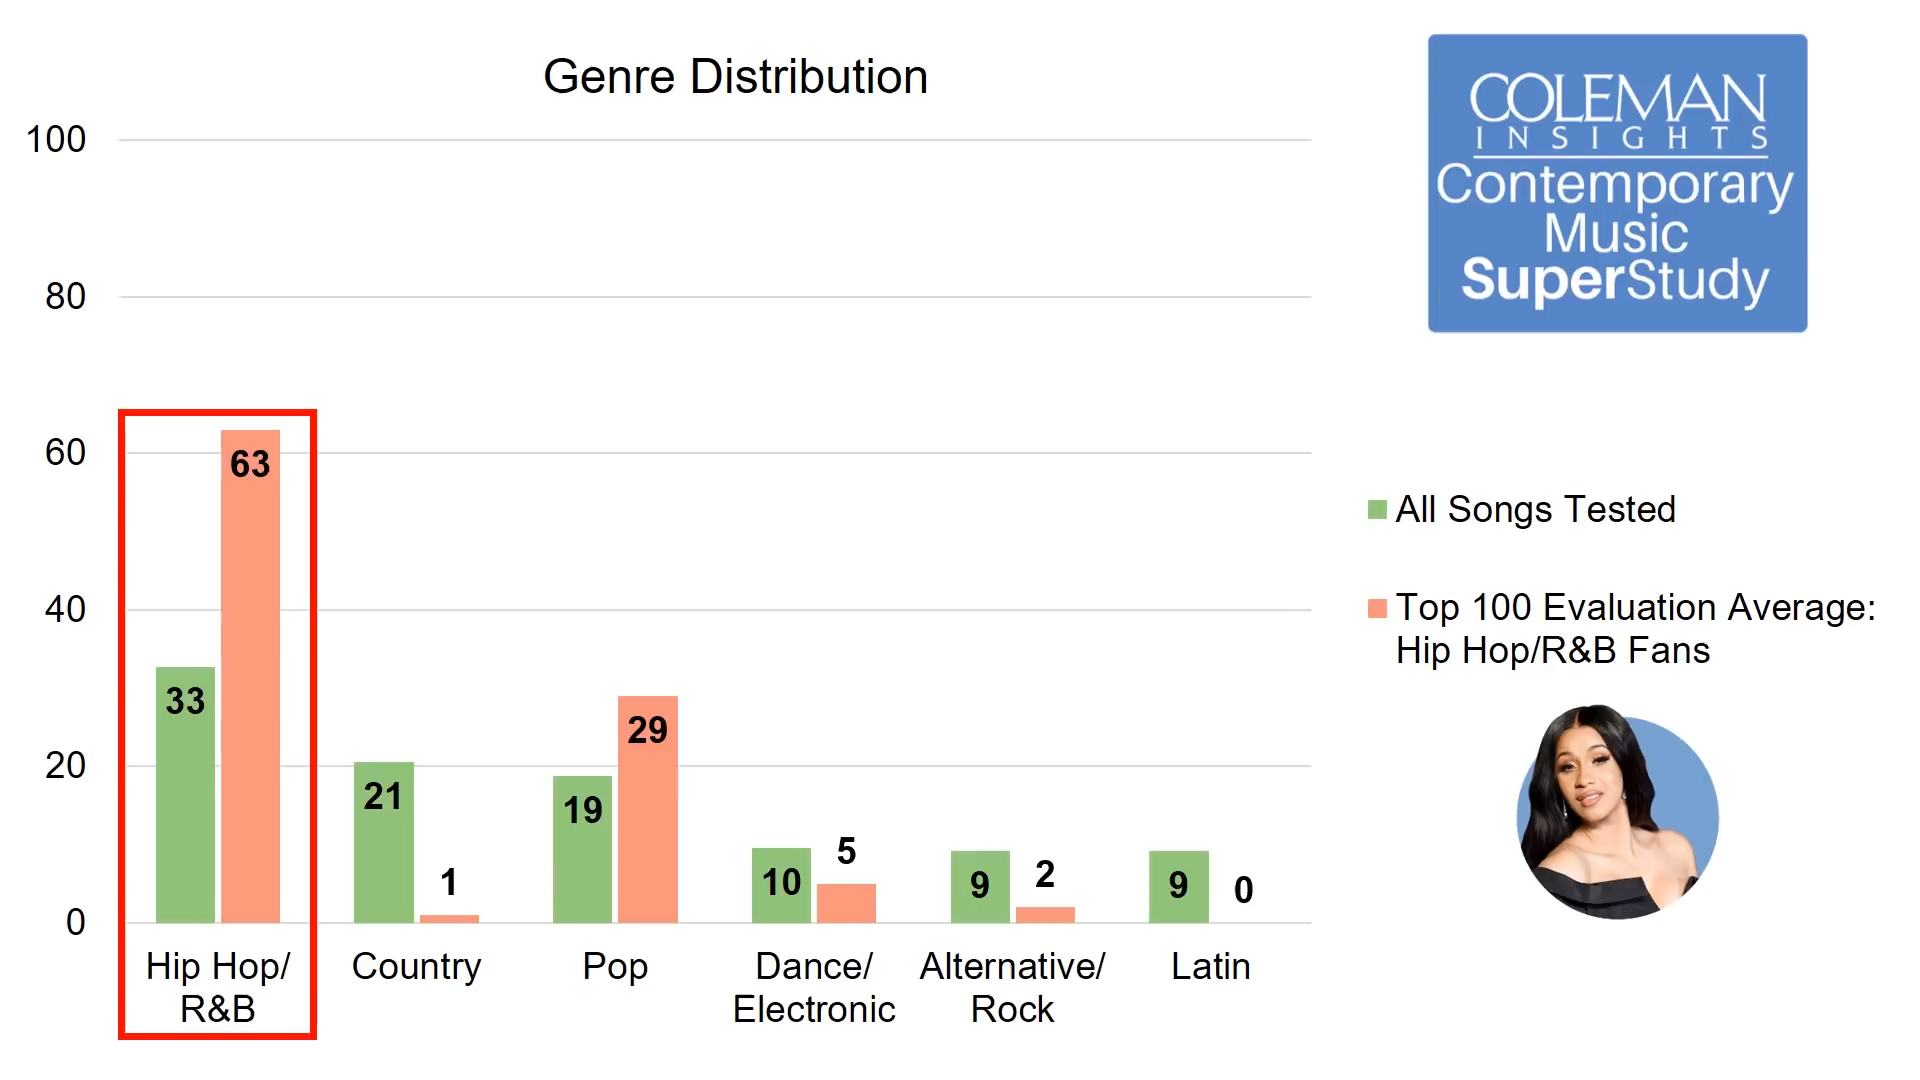 Genre Distribution
COLEMAN
INSIGHTS
Contemporary
Music
SuperStudy
100
80
60
40
20
0
63
33
21
1
19
29
10
5
9
2
9
0
Hip Hop/
R&B
Country
Pop
Dance/
Electronic
Alternative/
Rock
Latin
All Songs Tested
Top 100 Evaluation Average:
Hip Hop/R&B Fans